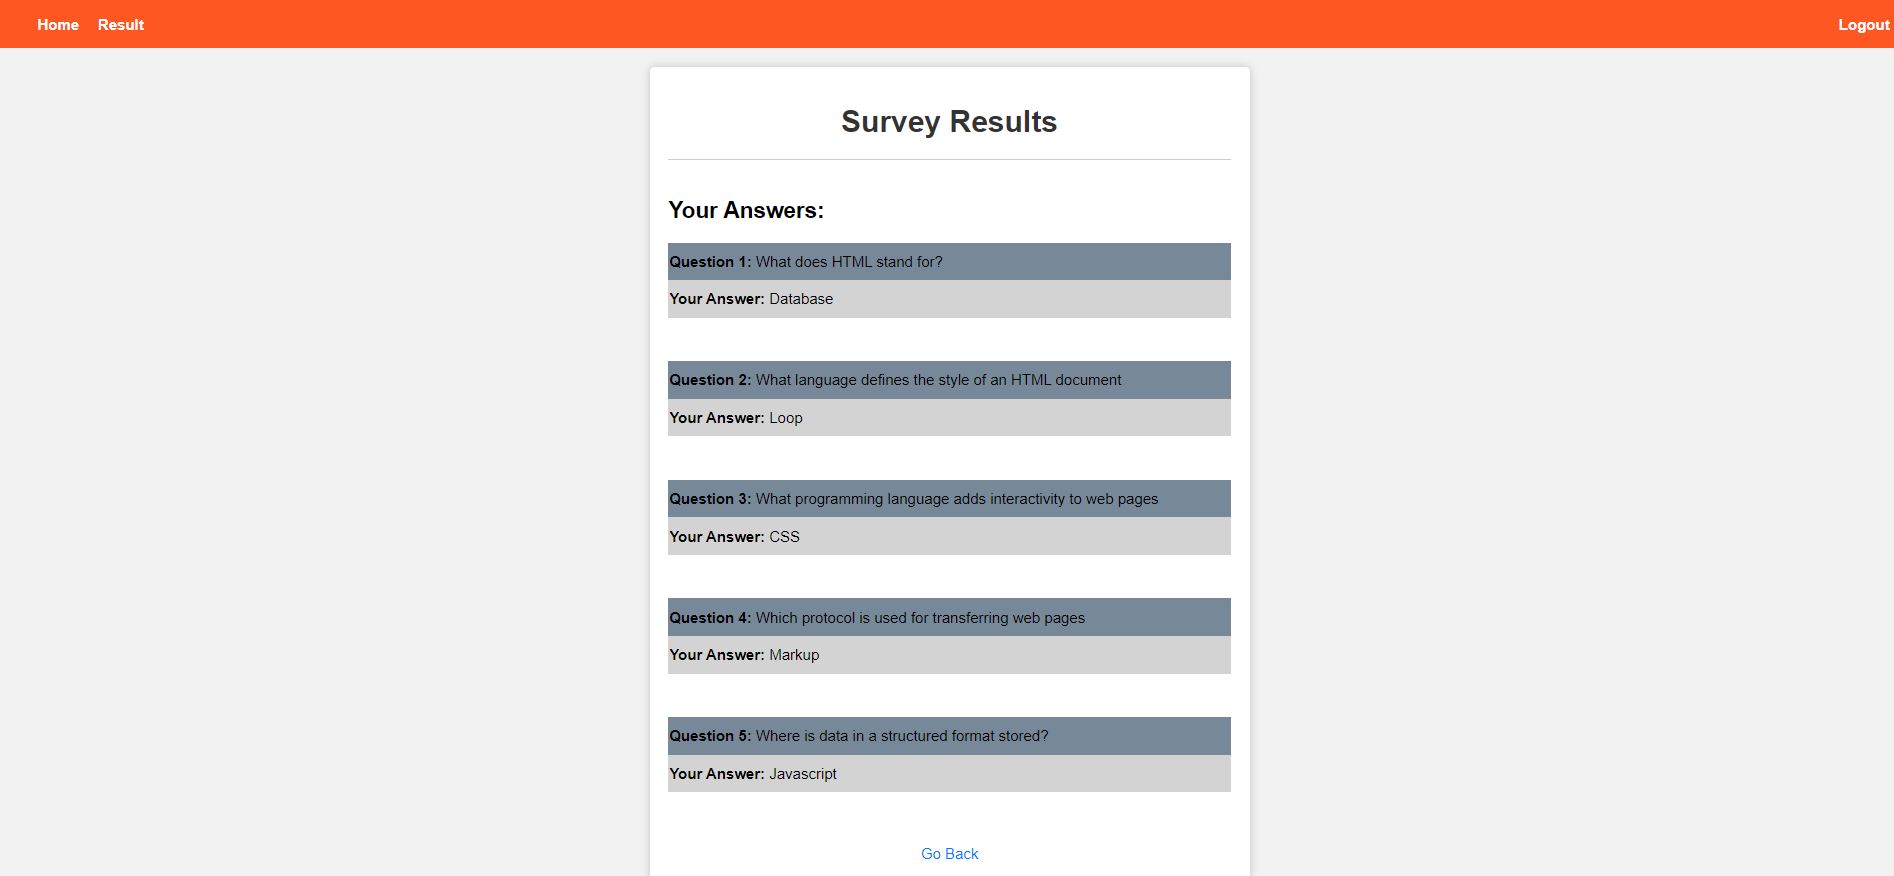 Home Result Logout
Survey Results
Your Answers:
Question 1: What does HTML stand for?
Your Answer: Database
Question 2: What language defines the style of an HTML document
Your Answer: Loop
Question 3: What programming language adds interactivity to web pages
Your Answer: CSS
Question 4: Which protocol is used for transferring web pages
Your Answer: Markup
Question 5: Where is data in a structured format stored?
Your Answer: Javascript
Go Back